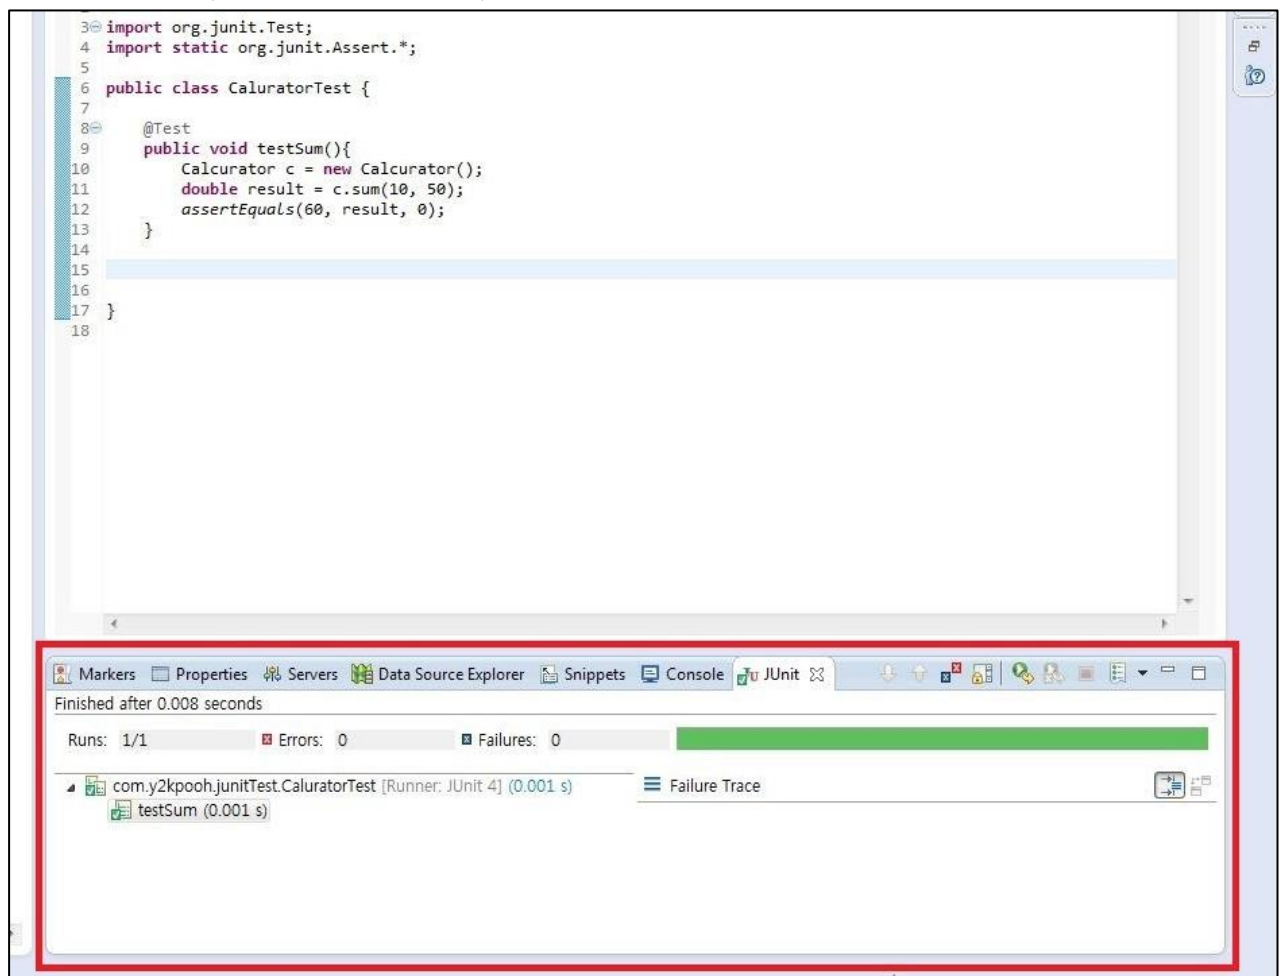 3 import org.junit.Test;
4 import static org.junit.Assert.*;
5
6 public class CaluratorTest {
7
8 @Test
9 public void testSum(){
10 Calcurator c = new Calcurator();
11 double result = c.sum(10, 50);
12 assertEquals(60, result, 0);
13 }
14
15
16
17 }
18
Markers Properties Servers Data Source Explorer Snippets Console JUnit
Finished after 0.008 seconds
Runs: 1/1 Errors: 0 Failures: 0
com.y2kpooh.junitTest.CaluratorTest [Runner: JUnit 4] (0.001 s) Failure Trace
testSum (0.001 s)